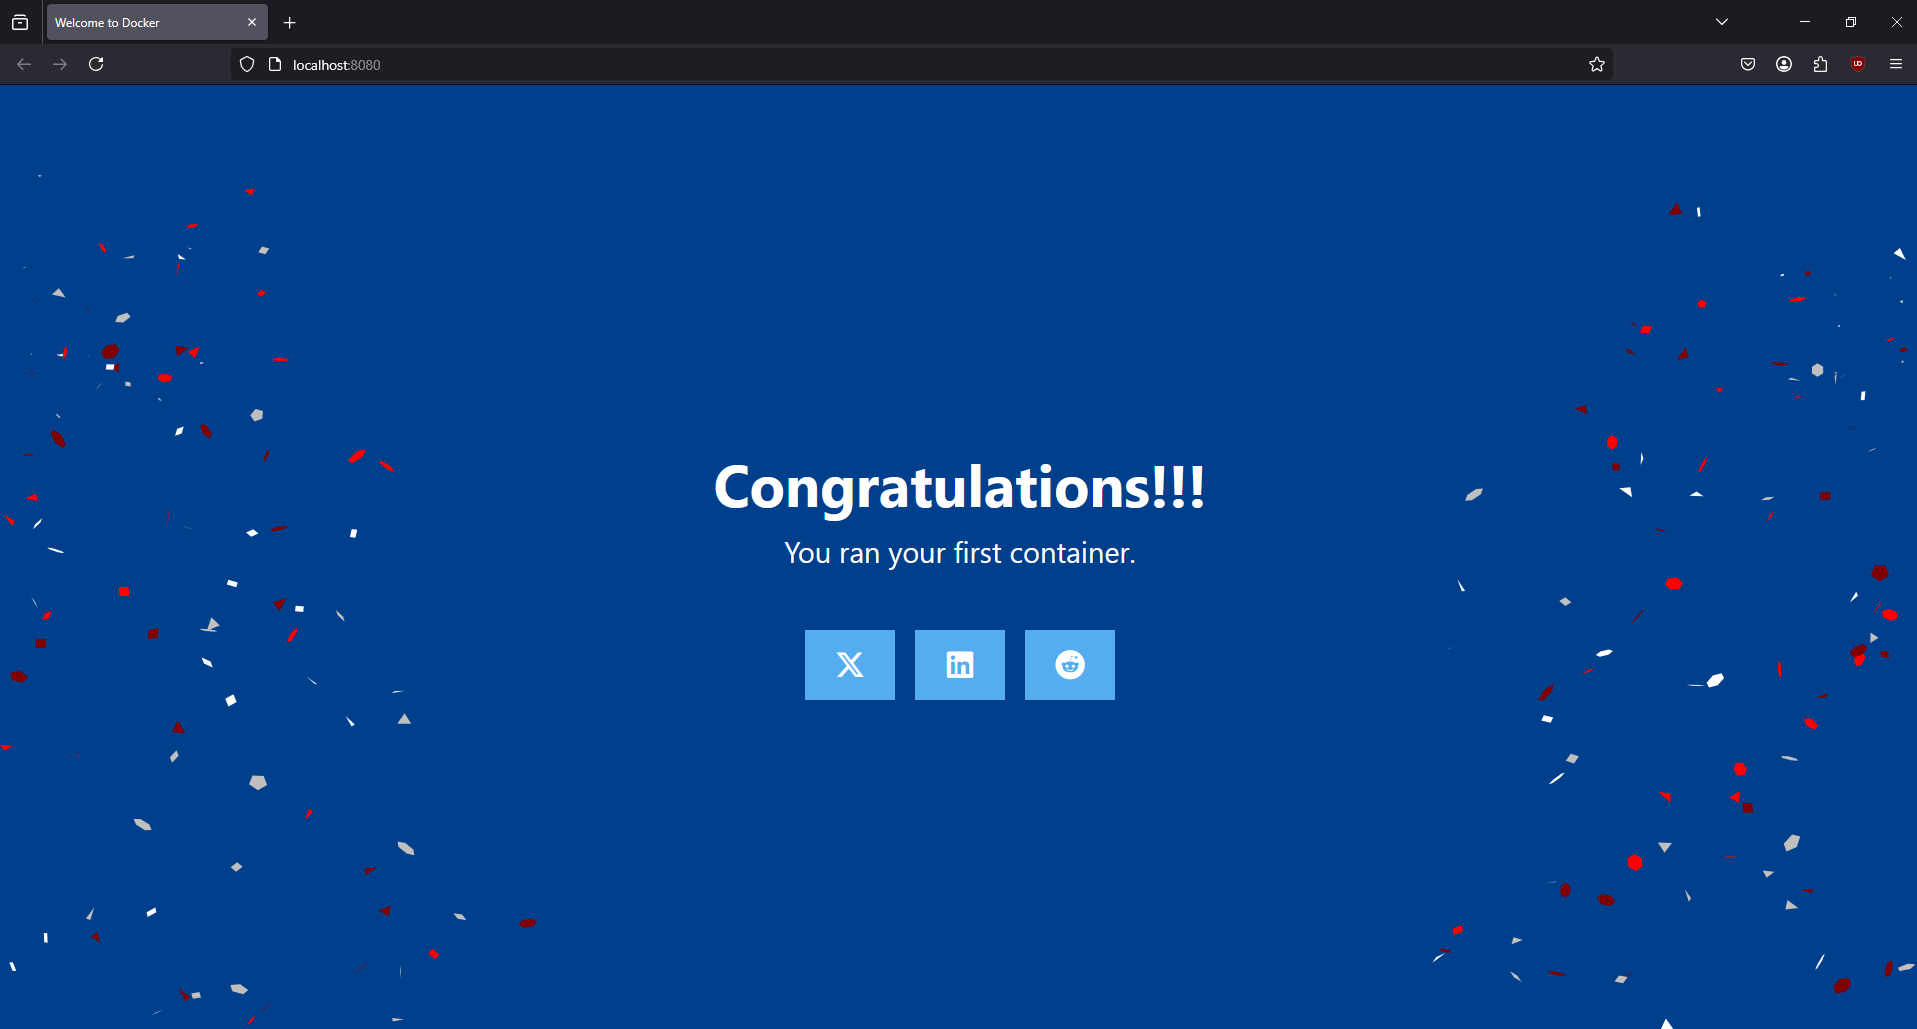 Welcome to Docker
localhost:8080
Congratulations!!!
You ran your first container.